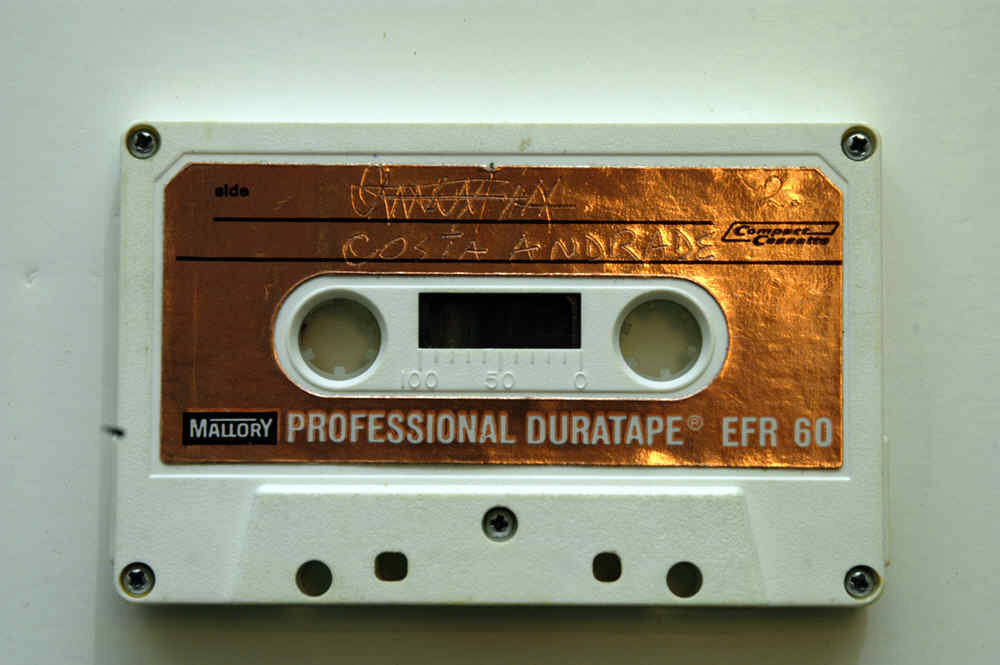 side 2.
COSTA ANDRADE
Compact
Cassette
100 50 0
MALLORY PROFESSIONAL DURATAPE® EFR 60